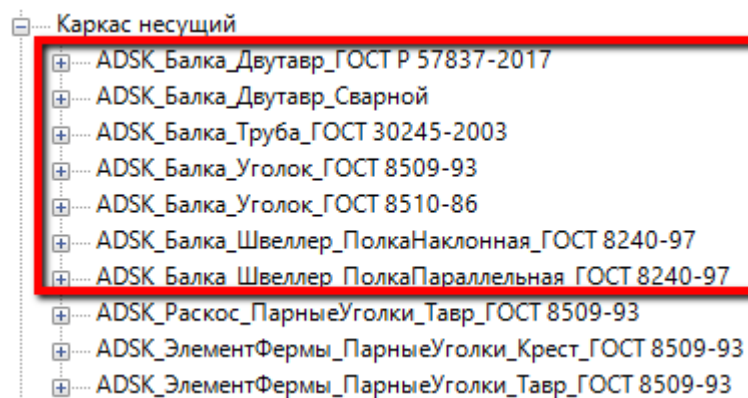 Каркас несущий
ADSK_Балка_Двутавр_ГОСТ Р 57837-2017
ADSK_Балка_Двутавр_Сварной
ADSK_Балка_Труба_ГОСТ 30245-2003
ADSK_Балка_Уголок_ГОСТ 8509-93
ADSK_Балка_Уголок_ГОСТ 8510-86
ADSK_Балка_Швеллер_ПолкаНаклонная_ГОСТ 8240-97
ADSK_Балка_Швеллер_ПолкаПараллельная_ГОСТ 8240-97
ADSK_Раскос_ПарныеУголки_Тавр_ГОСТ 8509-93
ADSK_ЭлементФермы_ПарныеУголки_Крест_ГОСТ 8509-93
ADSK_ЭлементФермы_ПарныеУголки_Тавр_ГОСТ 8509-93